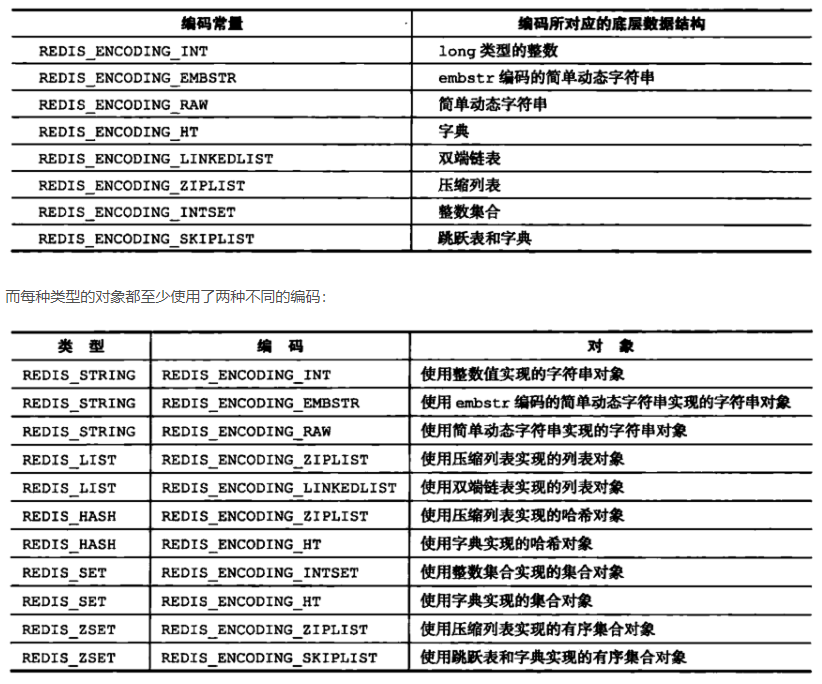 编码常量 编码所对应的底层数据结构
REDIS_ENCODING_INT long 类型的整数
REDIS_ENCODING_EMBSTR embstr 编码的简单动态字符串
REDIS_ENCODING_RAW 简单动态字符串
REDIS_ENCODING_HT 字典
REDIS_ENCODING_LINKEDLIST 双端链表
REDIS_ENCODING_ZIPLIST 压缩列表
REDIS_ENCODING_INTSET 整数集合
REDIS_ENCODING_SKIPLIST 跳跃表和字典
而每种类型的对象都至少使用了两种不同的编码：
类 型 编 码 对 象
REDIS_STRING REDIS_ENCODING_INT 使用整数值实现的字符串对象
REDIS_STRING REDIS_ENCODING_EMBSTR 使用 embstr 编码的简单动态字符串实现的字符串对象
REDIS_STRING REDIS_ENCODING_RAW 使用简单动态字符串实现的字符串对象
REDIS_LIST REDIS_ENCODING_ZIPLIST 使用压缩列表实现的列表对象
REDIS_LIST REDIS_ENCODING_LINKEDLIST 使用双端链表实现的列表对象
REDIS_HASH REDIS_ENCODING_ZIPLIST 使用压缩列表实现的哈希对象
REDIS_HASH REDIS_ENCODING_HT 使用字典实现的哈希对象
REDIS_SET REDIS_ENCODING_INTSET 使用整数集合实现的集合对象
REDIS_SET REDIS_ENCODING_HT 使用字典实现的集合对象
REDIS_ZSET REDIS_ENCODING_ZIPLIST 使用压缩列表实现的有序集合对象
REDIS_ZSET REDIS_ENCODING_SKIPLIST 使用跳跃表和字典实现的有序集合对象